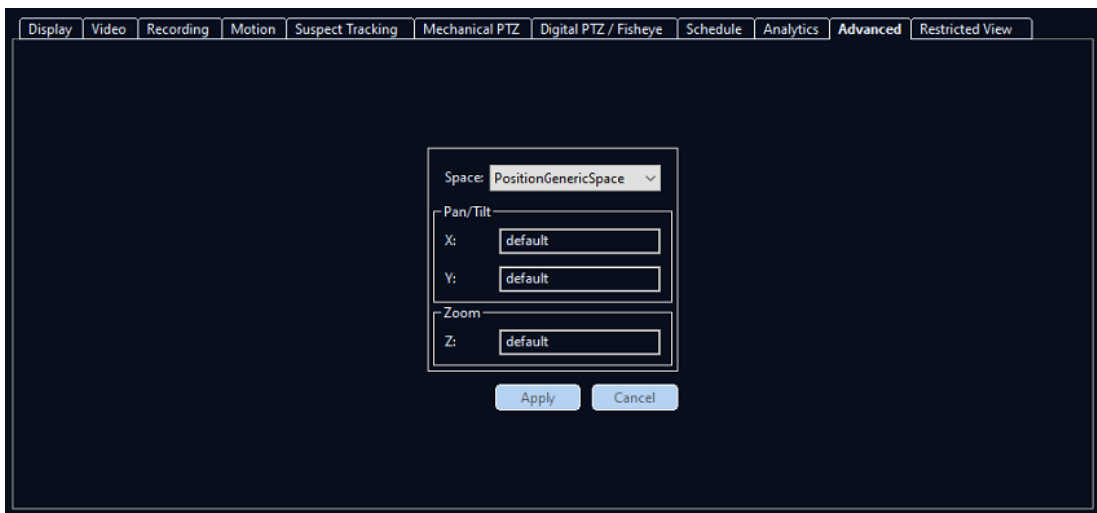 Display Video Recording Motion Suspect Tracking Mechanical PTZ Digital PTZ / Fisheye Schedule Analytics Advanced Restricted View
Space: PositionGenericSpace
Pan/Tilt
X: default
Y: default
Zoom
Z: default
Apply Cancel